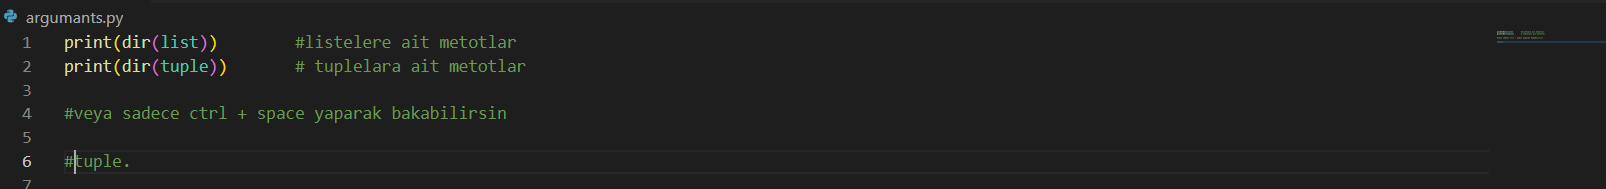 argumants.py
1 print(dir(list)) #listelere ait metotlar
2 print(dir(tuple)) # tuplelara ait metotlar
3
4 #veya sadece ctrl + space yaparak bakabilirsin
5
6 #tuple.
7